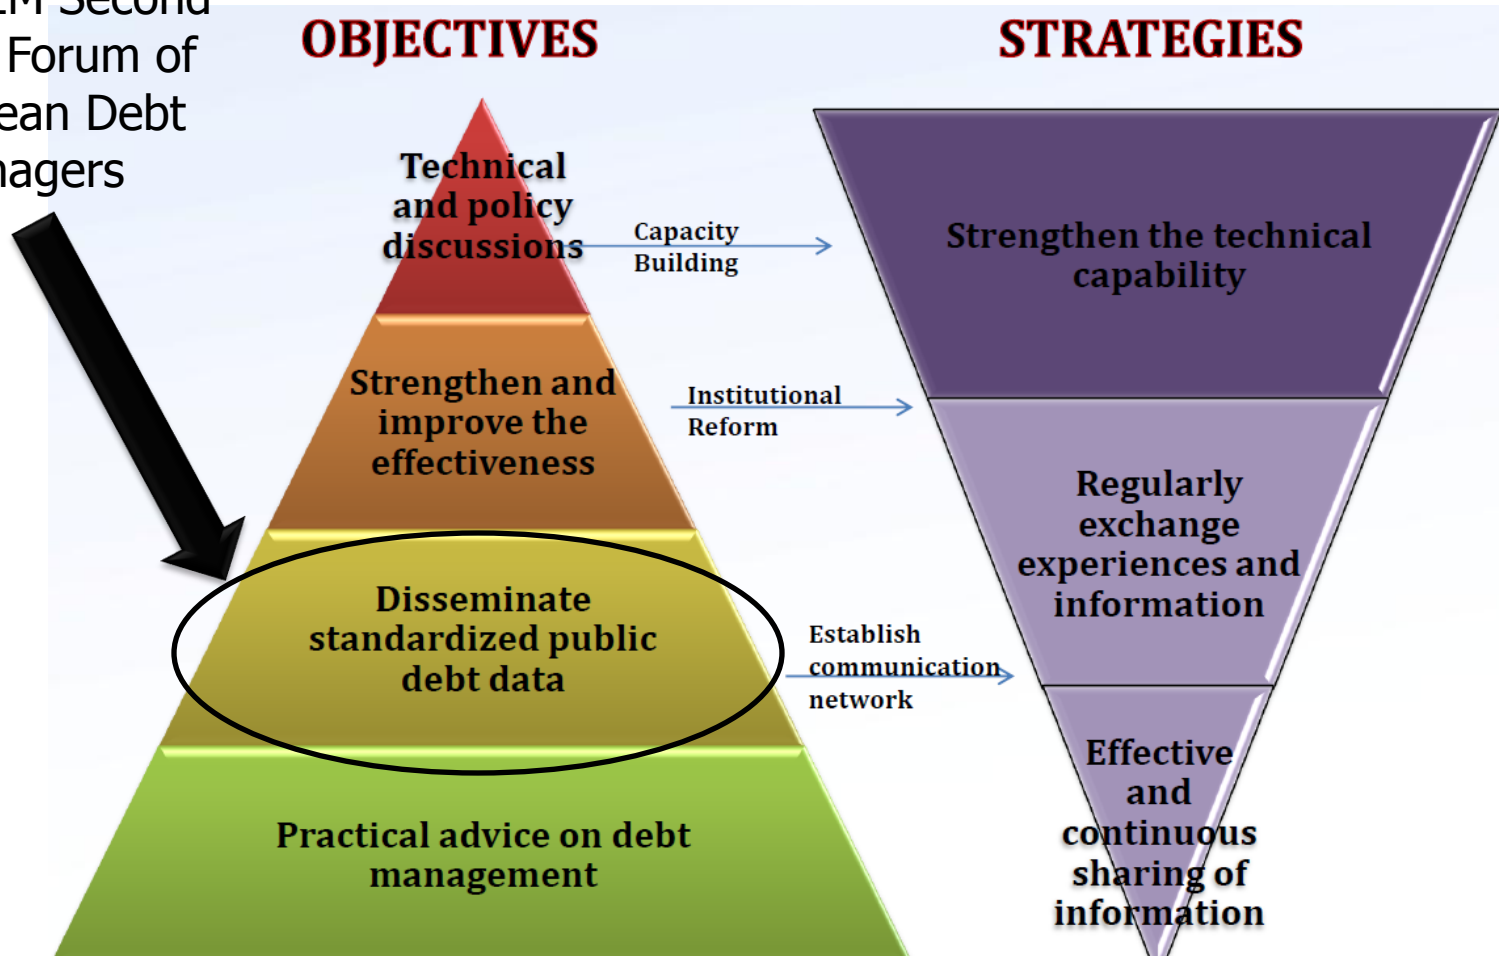 Second
Forum of
Debt
OBJECTIVES
STRATEGIES
Technical
and policy
discussions
Capacity
Building
Strengthen the technical
capability
Strengthen and
improve the
effectiveness
Institutional
Reform
Regularly
exchange
experiences and
information
Disseminate
standardized public
debt data
Establish
communication
network
Effective
and
continuous
sharing of
information
Practical advice on debt
management